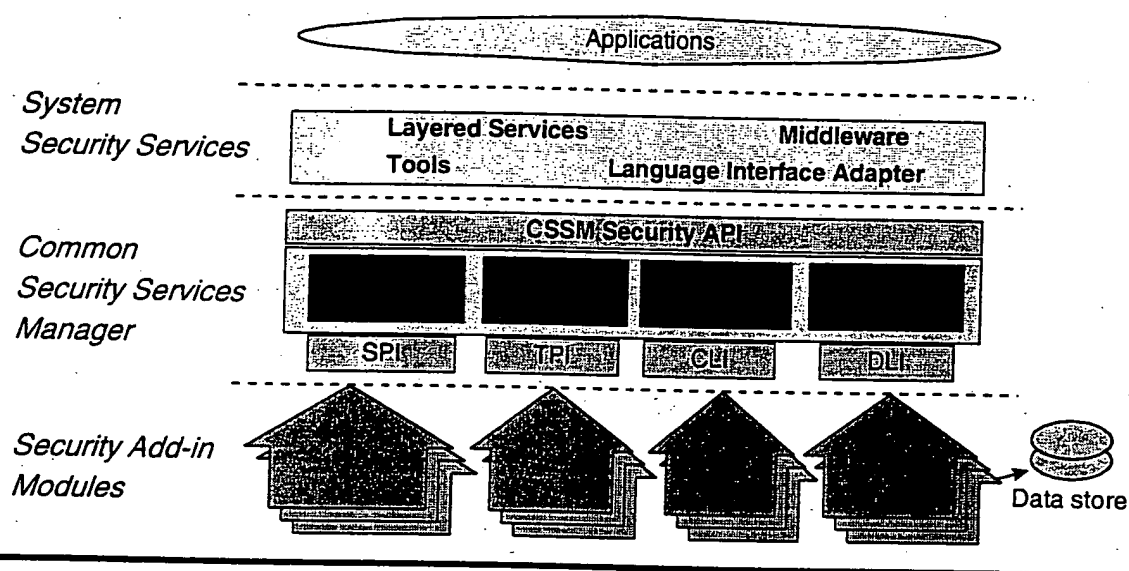 Applications
System
Security Services
Layered Services Middleware
Tools Language Interface Adapter
CSSM Security API
Common
Security Services
Manager
SPI TPI CLI DLI
Security Add-in
Modules
Data store